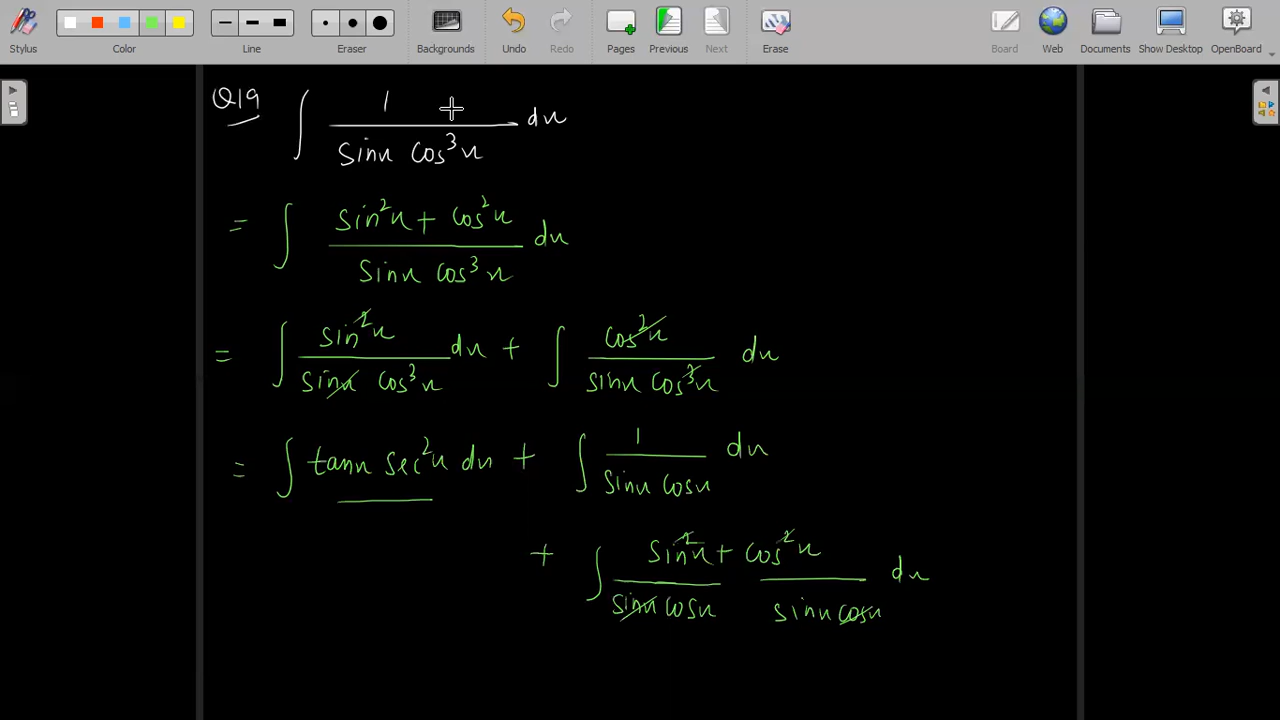 Stylus Color Line Eraser Backgrounds Undo Redo Pages Previous Next Erase Board Web Documents Show Desktop OpenBoard
Q19 ∫ 1 / (sinx cos³x) dx
= ∫ (sin²x + cos²x) / (sinx cos³x) dx
= ∫ sin²x / (sinx cos³x) dx + ∫ cos²x / (sinx cos³x) dx
= ∫ tanx sec²x dx + ∫ 1 / (sinx cosx) dx
+ ∫ sin²x / (sinx cosx) + cos²x / (sinx cosx) dx